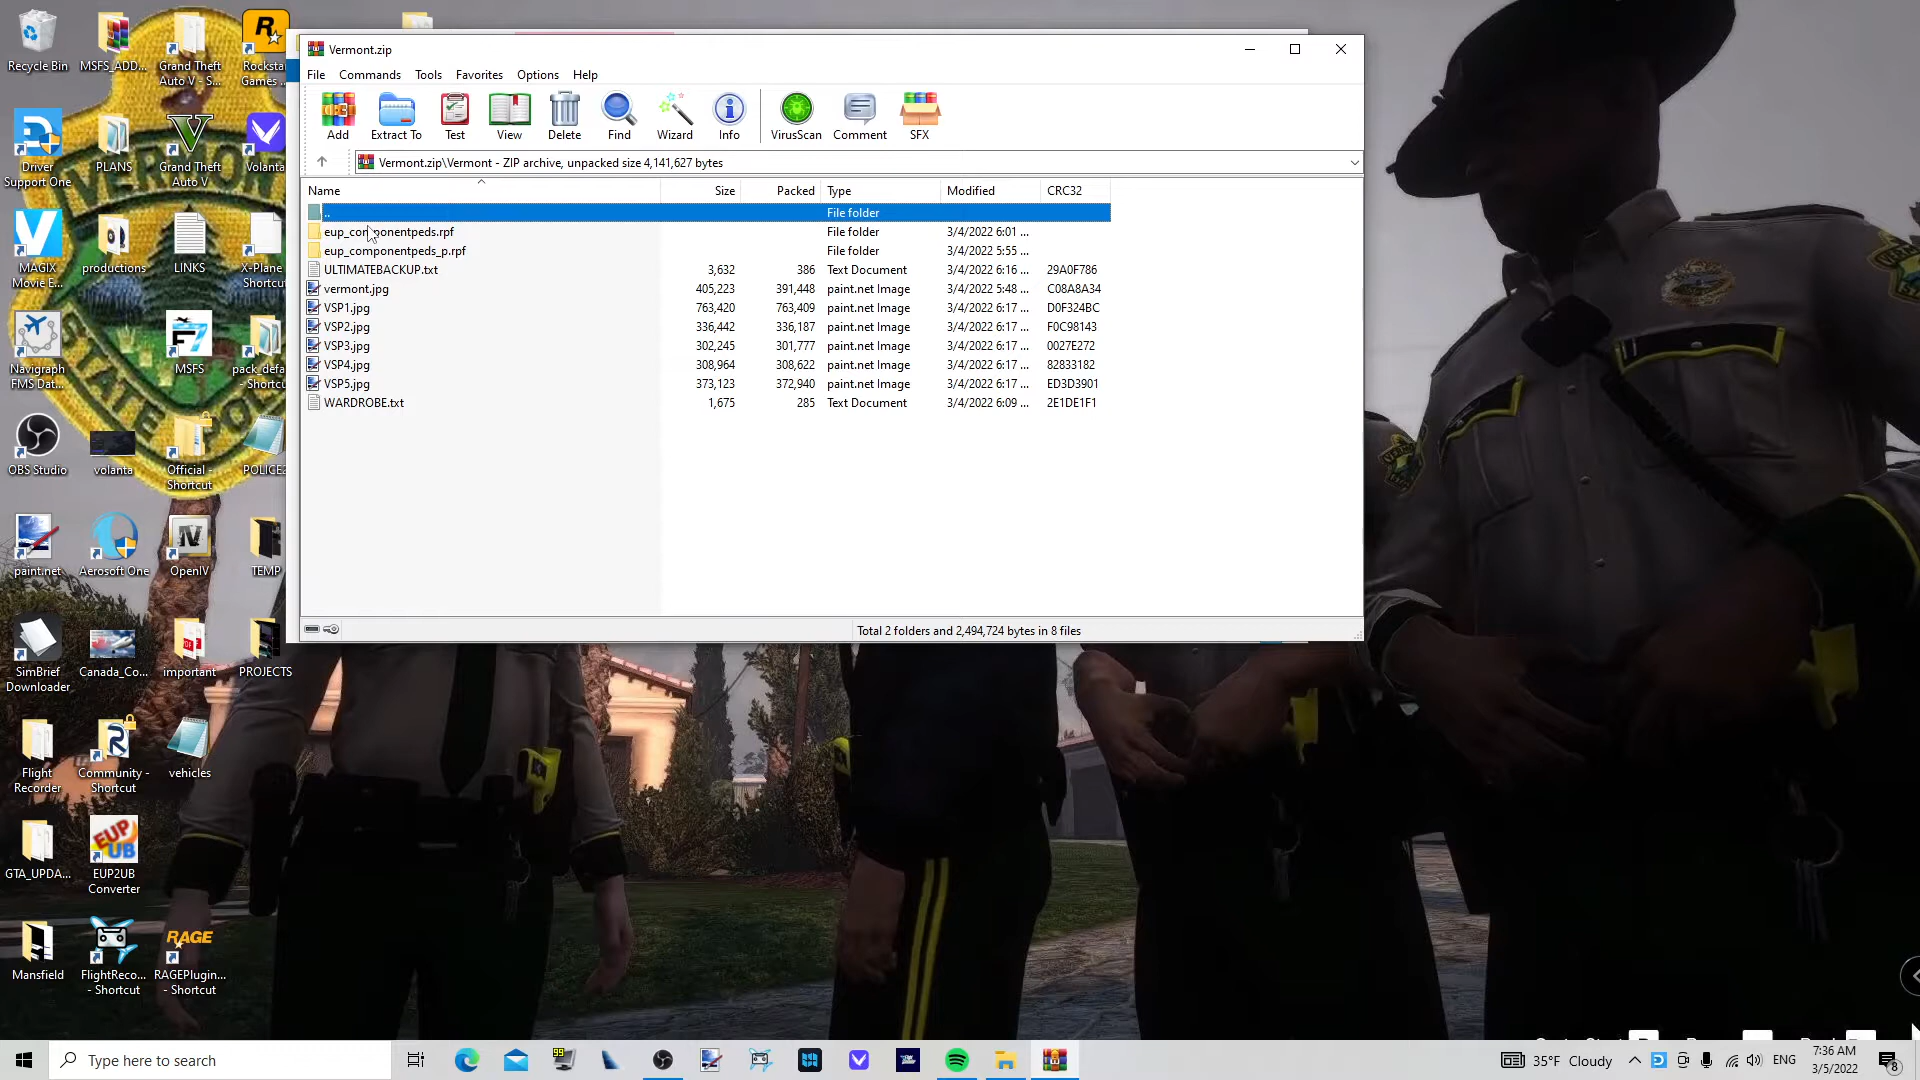 Vermont.zip
File Commands Tools Favorites Options Help
Add Extract To Test View Delete Find Wizard Info VirusScan Comment SFX
Vermont.zip\Vermont - ZIP archive, unpacked size 4,141,627 bytes
Name Size Packed Type Modified CRC32
.. File folder
eup_componentpeds.rpf File folder 3/4/2022 6:01 ...
eup_componentpeds_p.rpf File folder 3/4/2022 5:55 ...
ULTIMATEBACKUP.txt 3,632 386 Text Document 3/4/2022 6:16 ... 29A0F786
vermont.jpg 405,223 391,448 paint.net Image 3/4/2022 5:48 ... C08A8A34
VSP1.jpg 763,420 763,409 paint.net Image 3/4/2022 6:17 ... D0F324BC
VSP2.jpg 336,442 336,187 paint.net Image 3/4/2022 6:17 ... F0C98143
VSP3.jpg 302,245 301,777 paint.net Image 3/4/2022 6:17 ... 0027E272
VSP4.jpg 308,964 308,622 paint.net Image 3/4/2022 6:17 ... 82833182
VSP5.jpg 373,123 372,940 paint.net Image 3/4/2022 6:17 ... ED3D3901
WARDROBE.txt 1,675 285 Text Document 3/4/2022 6:09 ... 2E1DE1F1
Total 2 folders and 2,494,724 bytes in 8 files
Recycle Bin
MSFS_ADD...
Grand Theft
Auto V - S...
Rockstar
Games ...
Driver
Support One
PLANS
Grand Theft
Auto V
Volanta
MAGIX
Movie E...
productions
LINKS
X-Plane
Shortcut
Navigraph
FMS Dat...
MSFS
pack_defa
- Shortcut
OBS Studio
volanta
Official -
Shortcut
POLICE2
paint.net
Aerosoft One
OpenIV
TEMP
SimBrief
Downloader
Canada_Co...
important
PROJECTS
Flight
Recorder
Community -
Shortcut
vehicles
GTA_UPDA...
EUP
UB
EUP2UB
Converter
Mansfield
FlightReco...
- Shortcut
RAGE
RAGEPlugin...
- Shortcut
Type here to search
35°F Cloudy
ENG
7:36 AM
3/5/2022
8